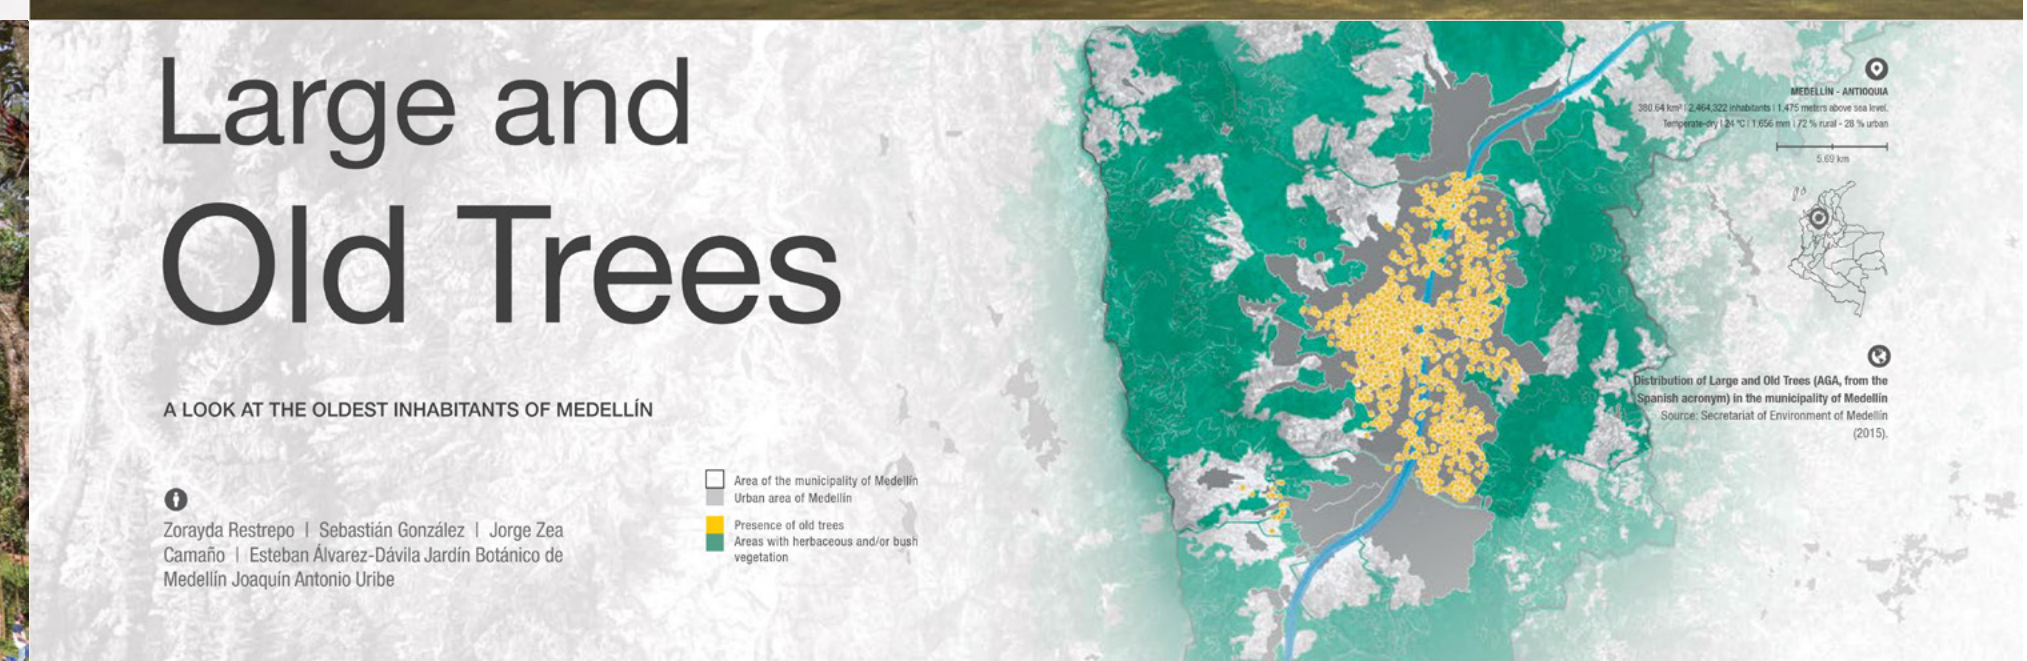 Large and
Old Trees
A LOOK AT THE OLDEST INHABITANTS OF MEDELLÍN
Zorayda Restrepo | Sebastián González | Jorge Zea
Camaño | Esteban Álvarez-Dávila Jardín Botánico de
Medellín Joaquín Antonio Uribe
Area of the municipality of Medellín
Urban area of Medellín
Presence of old trees
Areas with herbaceous and/or bush
vegetation
MEDELLÍN - ANTIOQUIA
380.64 km² | 2,464,322 inhabitants | 1.475 meters above sea level.
Temperate-dry | 24 °C | 1.656 mm | 72 % rural - 28 % urban
5.69 km
Distribution of Large and Old Trees (AGA, from the
Spanish acronym) in the municipality of Medellín
Source: Secretariat of Environment of Medellín
(2015).